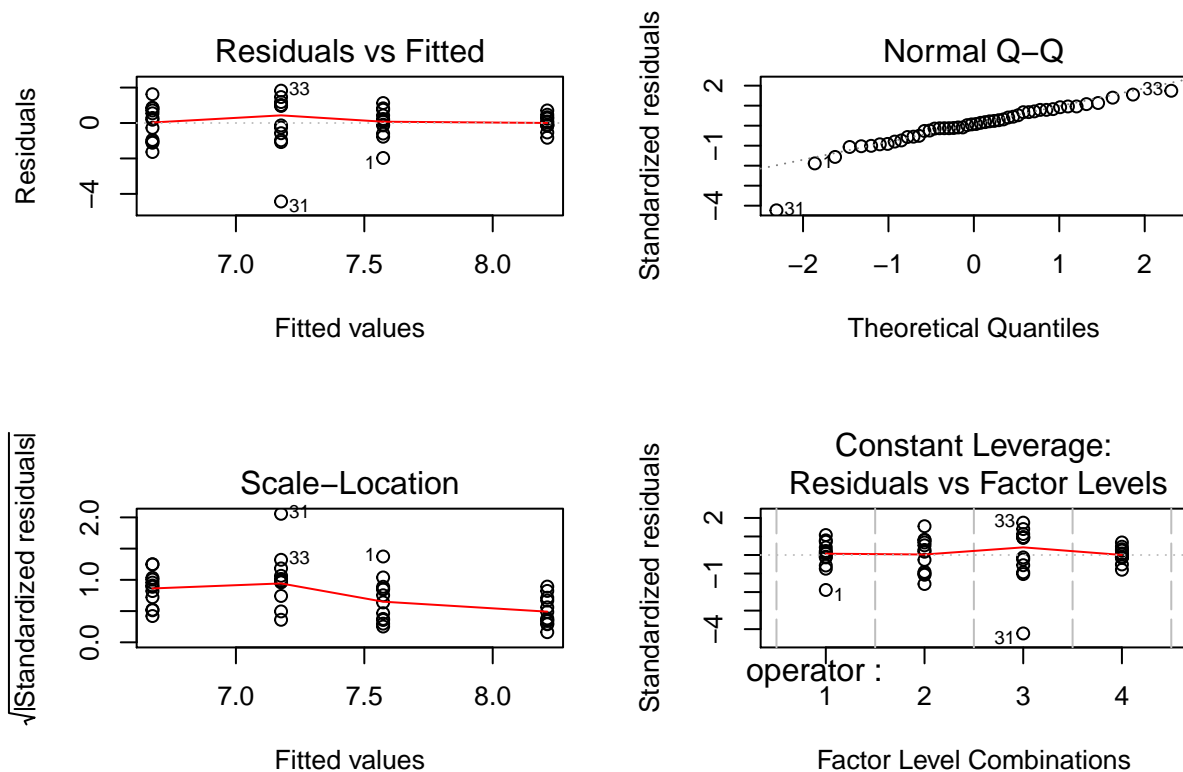 Residuals vs Fitted
Residuals
0
−4
33
31
1
7.0 7.5 8.0
Fitted values
Normal Q−Q
Standardized residuals
2
−1
−4
33
1
31
−2 −1 0 1 2
Theoretical Quantiles
Scale−Location
√|Standardized residuals|
2.0
1.0
0.0
31
33
1
7.0 7.5 8.0
Fitted values
Constant Leverage:
Residuals vs Factor Levels
Standardized residuals
2
−1
−4
33
1
31
operator :
1 2 3 4
Factor Level Combinations